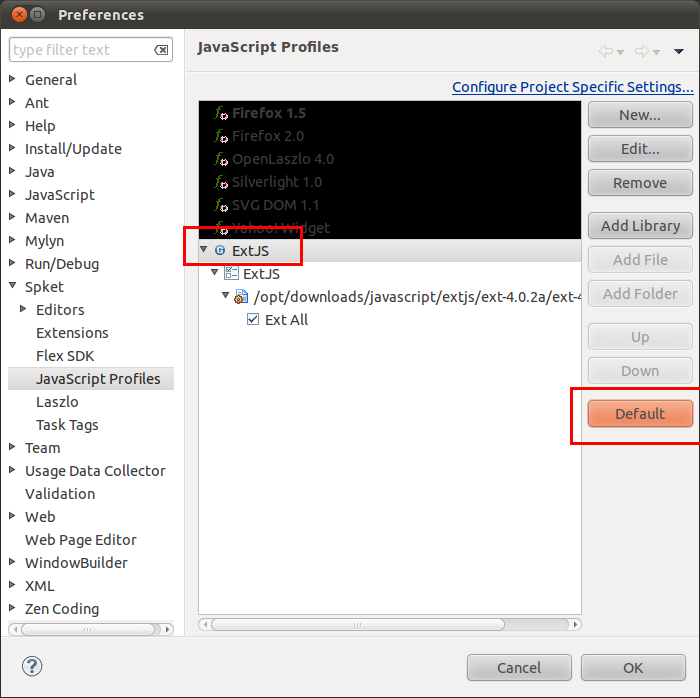 Preferences
type filter text
General
Ant
Help
Install/Update
Java
JavaScript
Maven
Mylyn
Run/Debug
Spket
Editors
Extensions
Flex SDK
JavaScript Profiles
Laszlo
Task Tags
Team
Usage Data Collector
Validation
Web
Web Page Editor
WindowBuilder
XML
Zen Coding
JavaScript Profiles
Configure Project Specific Settings...
Firefox 1.5
Firefox 2.0
OpenLaszlo 4.0
Silverlight 1.0
SVG DOM 1.1
Yahoo! Widget
ExtJS
ExtJS
/opt/downloads/javascript/extjs/ext-4.0.2a/ext-4
Ext All
New...
Edit...
Remove
Add Library
Add File
Add Folder
Up
Down
Default
Cancel
OK